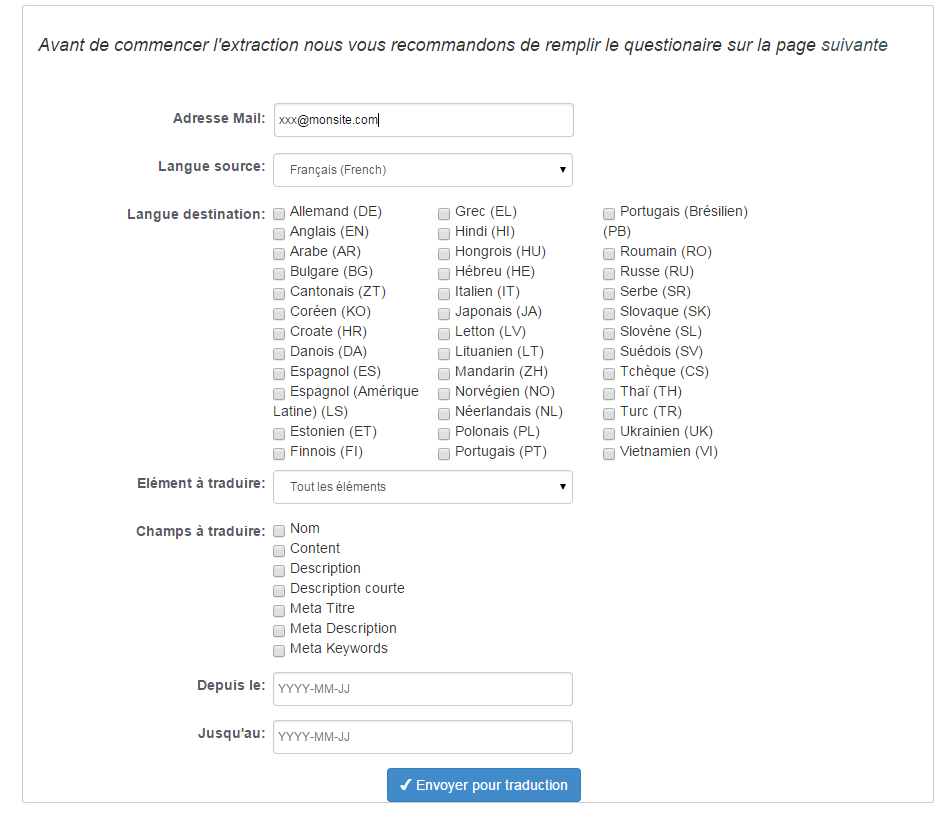 Avant de commencer l'extraction nous vous recommandons de remplir le questionaire sur la page suivante
Adresse Mail: xxx@monsite.com
Langue source: Français (French)
Langue destination:
Allemand (DE)
Anglais (EN)
Arabe (AR)
Bulgare (BG)
Cantonais (ZT)
Coréen (KO)
Croate (HR)
Danois (DA)
Espagnol (ES)
Espagnol (Amérique
Latine) (LS)
Estonien (ET)
Finnois (FI)
Grec (EL)
Hindi (HI)
Hongrois (HU)
Hébreu (HE)
Italien (IT)
Japonais (JA)
Letton (LV)
Lituanien (LT)
Mandarin (ZH)
Norvégien (NO)
Néerlandais (NL)
Polonais (PL)
Portugais (PT)
Portugais (Brésilien)
(PB)
Roumain (RO)
Russe (RU)
Serbe (SR)
Slovaque (SK)
Slovène (SL)
Suédois (SV)
Tchèque (CS)
Thaï (TH)
Turc (TR)
Ukrainien (UK)
Vietnamien (VI)
Elément à traduire: Tout les éléments
Champs à traduire:
Nom
Content
Description
Description courte
Meta Titre
Meta Description
Meta Keywords
Depuis le: YYYY-MM-JJ
Jusqu'au: YYYY-MM-JJ
✔ Envoyer pour traduction